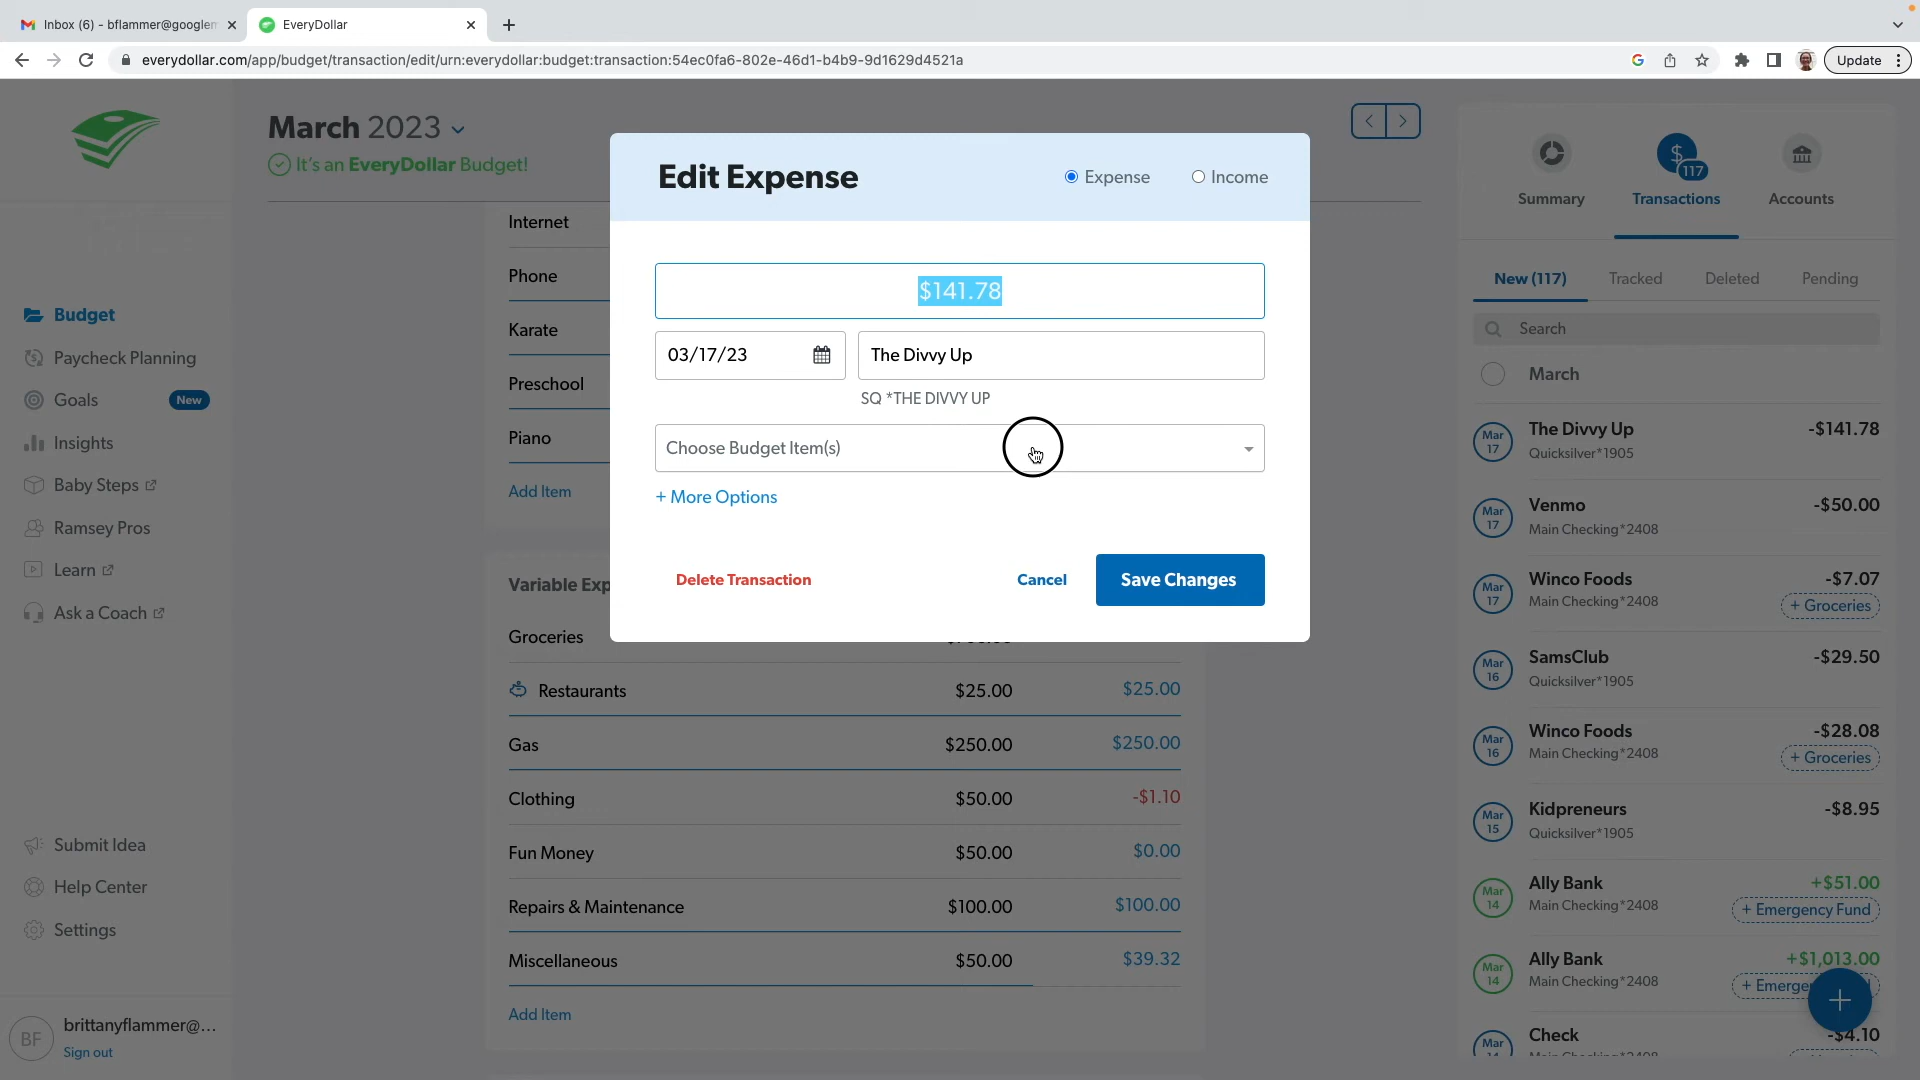 Inbox (6) - bflammer@googlem
EveryDollar
everydollar.com/app/budget/transaction/edit/urn:everydollar:budget:transaction:54ec0fa6-802e-46d1-b4b9-9d1629d4521a
Update
Budget
Paycheck Planning
Goals
New
Insights
Baby Steps
Ramsey Pros
Learn
Ask a Coach
Submit Idea
Help Center
Settings
BF
brittanyflammer@...
Sign out
March 2023
It's an EveryDollar Budget!
Internet
Phone
Karate
Preschool
Piano
Add Item
Variable Exp
Groceries
Restaurants $25.00 $25.00
Gas $250.00 $250.00
Clothing $50.00 -$1.10
Fun Money $50.00 $0.00
Repairs & Maintenance $100.00 $100.00
Miscellaneous $50.00 $39.32
Add Item
Edit Expense
Expense
Income
$141.78
03/17/23
The Divvy Up
SQ *THE DIVVY UP
Choose Budget Item(s)
+ More Options
Delete Transaction
Cancel
Save Changes
$
117
Summary
Transactions
Accounts
New (117)
Tracked
Deleted
Pending
Search
March
Mar 17
The Divvy Up -$141.78
Quicksilver*1905
Mar 17
Venmo -$50.00
Main Checking*2408
Mar 17
Winco Foods -$7.07
Main Checking*2408
+ Groceries
Mar 16
SamsClub -$29.50
Quicksilver*1905
Mar 16
Winco Foods -$28.08
Main Checking*2408
+ Groceries
Mar 15
Kidpreneurs -$8.95
Quicksilver*1905
Mar 14
Ally Bank +$51.00
Main Checking*2408
+ Emergency Fund
Mar 14
Ally Bank +$1,013.00
Main Checking*2408
+ Emerge
Mar
Check -$4.10